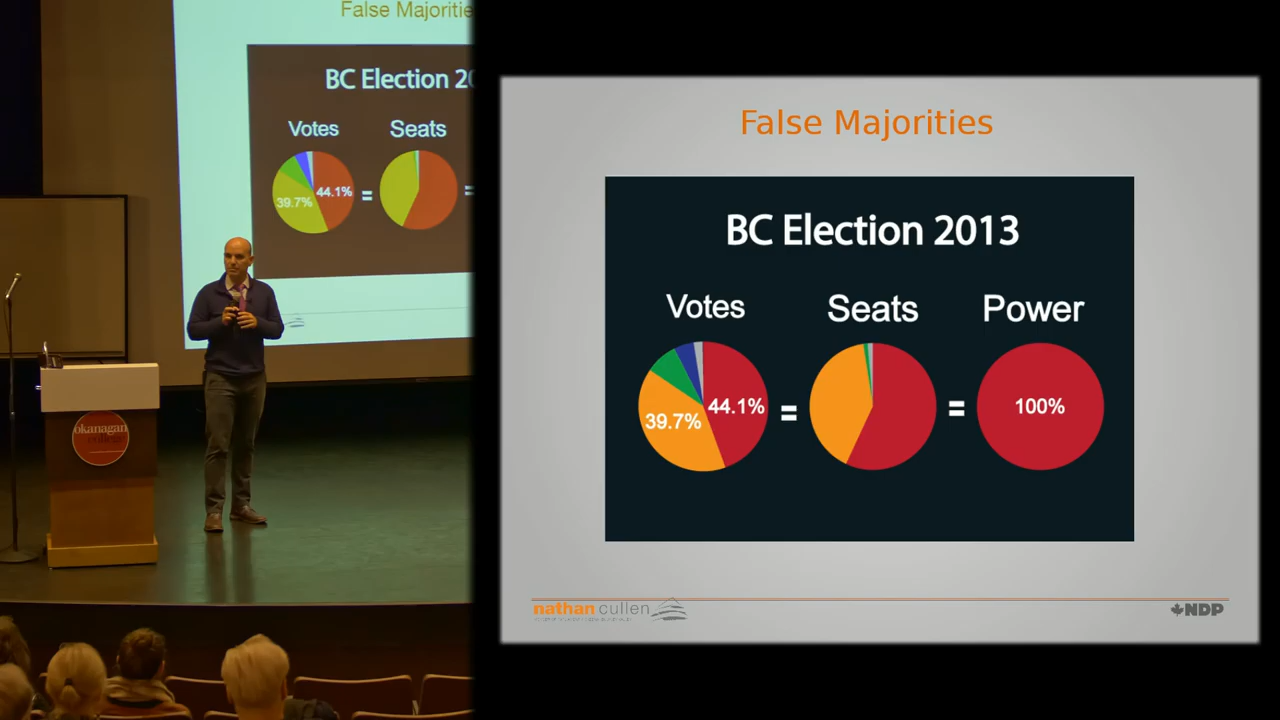 False Majoritie
BC Election 20
Votes
Seats
44.1%
39.7%
=
=
okanagan
college
False Majorities
BC Election 2013
Votes
Seats
Power
39.7%
44.1%
=
=
100%
nathan cullen
NDP